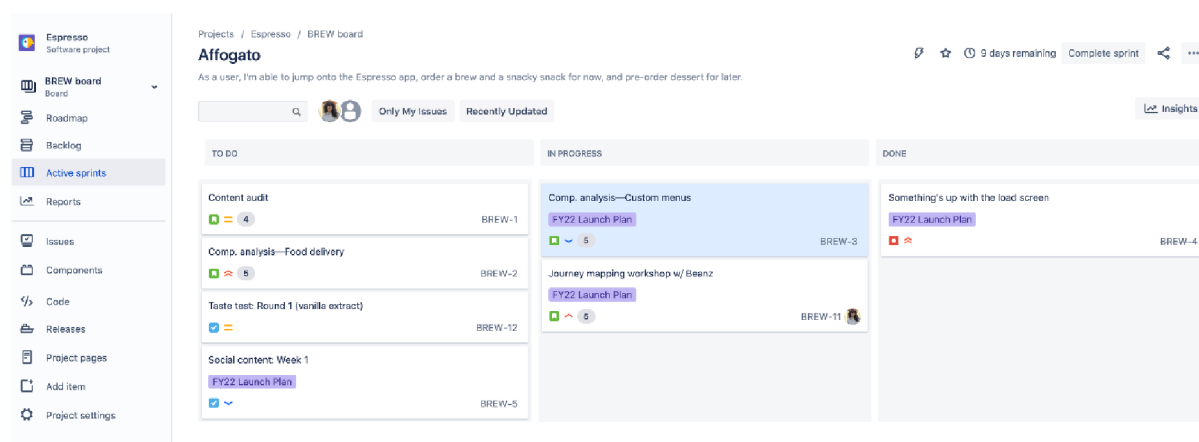 Espresso
Software project
BREW board
Board
Roadmap
Backlog
Active sprints
Reports
Issues
Components
Code
Releases
Project pages
Add item
Project settings
Projects / Espresso / BREW board
Affogato
9 days remaining Complete sprint
As a user, I'm able to jump onto the Espresso app, order a brew and a snacky snack for now, and pre-order dessert for later.
Only My Issues Recently Updated
Insights
TO DO
Content audit
4 BREW-1
Comp. analysis—Food delivery
5 BREW-2
Taste test: Round 1 (vanilla extract)
BREW-12
Social content: Week 1
FY22 Launch Plan
BREW-5
IN PROGRESS
Comp. analysis—Custom menus
FY22 Launch Plan
5 BREW-3
Journey mapping workshop w/ Beanz
FY22 Launch Plan
5 BREW-11
DONE
Something's up with the load screen
FY22 Launch Plan
BREW-4